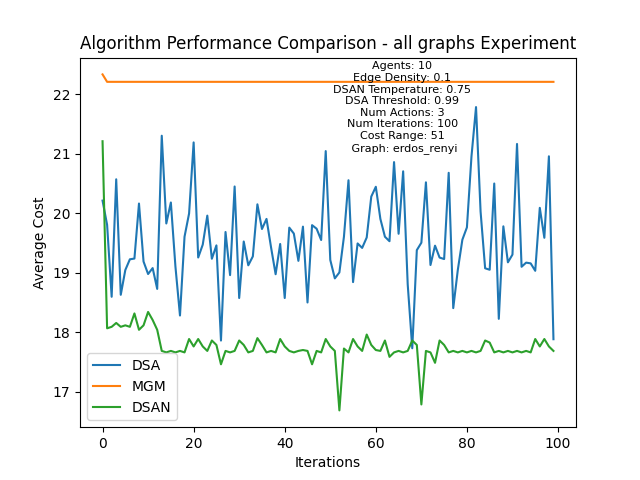 Algorithm Performance Comparison - all graphs Experiment
Agents: 10
Edge Density: 0.1
DSAN Temperature: 0.75
DSA Threshold: 0.99
Num Actions: 3
Num Iterations: 100
Cost Range: 51
Graph: erdos_renyi
Average Cost
22
21
20
19
18
17
DSA
MGM
DSAN
0 20 40 60 80 100
Iterations